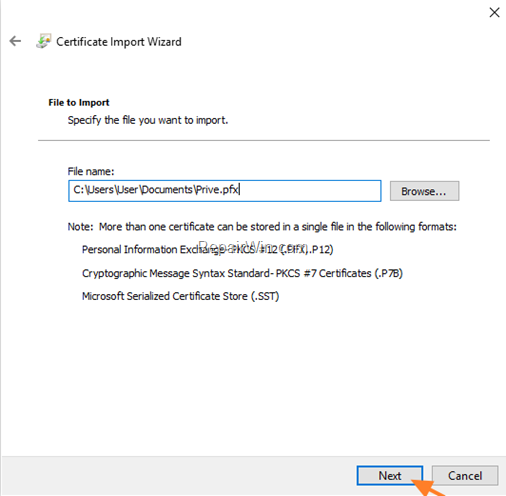 Certificate Import Wizard
File to Import
Specify the file you want to import.
File name:
C:\Users\User\Documents\Prive.pfx
Browse...
Note: More than one certificate can be stored in a single file in the following formats:
Personal Information Exchange- PKCS #12 (.PFX,.P12)
RepairWin.com
Cryptographic Message Syntax Standard- PKCS #7 Certificates (.P7B)
Microsoft Serialized Certificate Store (.SST)
Next
Cancel